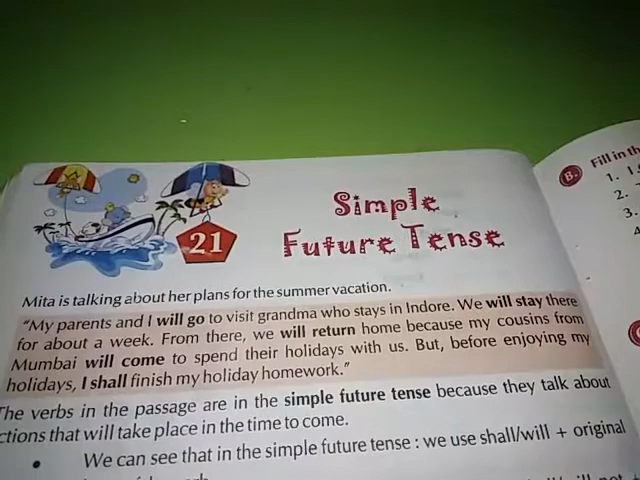 21
Simple
Future Tense
Mita is talking about her plans for the summer vacation.
"My parents and I will go to visit grandma who stays in Indore. We will stay there
for about a week. From there, we will return home because my cousins from
Mumbai will come to spend their holidays with us. But, before enjoying my
holidays, I shall finish my holiday homework."
The verbs in the passage are in the simple future tense because they talk about
ctions that will take place in the time to come.
• We can see that in the simple future tense : we use shall/will + original
B. Fill in th
1. I
2.
3.